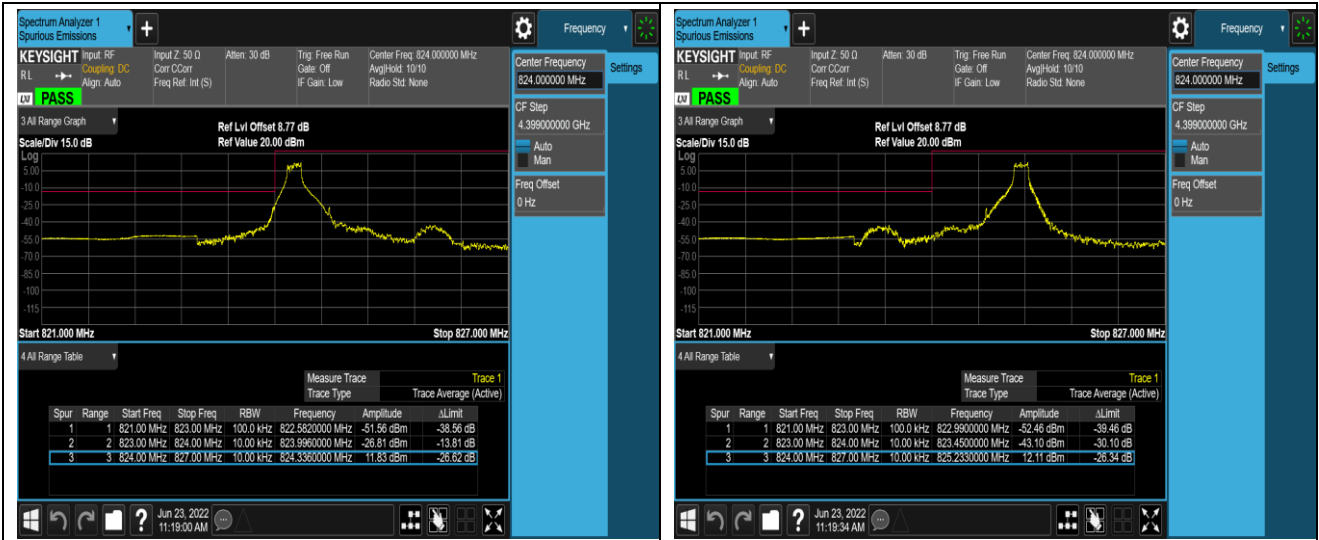 Spectrum Analyzer 1
Spurious Emissions
+
Frequency
KEYSIGHT Input: RF Input Z: 50 Ω Atten: 30 dB Trig: Free Run Center Freq: 824.000000 MHz
Coupling: DC Corr CCorr Gate: Off Avg|Hold: 10/10
R L Align: Auto Freq Ref: Int (S) IF Gain: Low Radio Std: None
LXI PASS
3 All Range Graph
Ref Lvl Offset 8.77 dB
Scale/Div 15.0 dB Ref Value 20.00 dBm
Log
5.00
-10.0
-25.0
-40.0
-55.0
-70.0
-85.0
-100
-115
Start 821.000 MHz Stop 827.000 MHz
4 All Range Table
Measure Trace Trace 1
Trace Type Trace Average (Active)
Spur Range Start Freq Stop Freq RBW Frequency Amplitude ΔLimit
1 1 821.00 MHz 823.00 MHz 100.0 kHz 822.5820000 MHz -51.56 dBm -38.56 dB
2 2 823.00 MHz 824.00 MHz 10.00 kHz 823.9960000 MHz -26.81 dBm -13.81 dB
3 3 824.00 MHz 827.00 MHz 10.00 kHz 824.3360000 MHz 11.83 dBm -26.62 dB
Center Frequency
824.000000 MHz
Settings
CF Step
4.399000000 GHz
Auto
Man
Freq Offset
0 Hz
?
Jun 23, 2022
11:19:00 AM
Spectrum Analyzer 1
Spurious Emissions
+
Frequency
KEYSIGHT Input: RF Input Z: 50 Ω Atten: 30 dB Trig: Free Run Center Freq: 824.000000 MHz
Coupling: DC Corr CCorr Gate: Off Avg|Hold: 10/10
R L Align: Auto Freq Ref: Int (S) IF Gain: Low Radio Std: None
LXI PASS
3 All Range Graph
Ref Lvl Offset 8.77 dB
Scale/Div 15.0 dB Ref Value 20.00 dBm
Log
5.00
-10.0
-25.0
-40.0
-55.0
-70.0
-85.0
-100
-115
Start 821.000 MHz Stop 827.000 MHz
4 All Range Table
Measure Trace Trace 1
Trace Type Trace Average (Active)
Spur Range Start Freq Stop Freq RBW Frequency Amplitude ΔLimit
1 1 821.00 MHz 823.00 MHz 100.0 kHz 822.9900000 MHz -52.46 dBm -39.46 dB
2 2 823.00 MHz 824.00 MHz 10.00 kHz 823.4500000 MHz -43.10 dBm -30.10 dB
3 3 824.00 MHz 827.00 MHz 10.00 kHz 825.2330000 MHz 12.11 dBm -26.34 dB
Center Frequency
824.000000 MHz
Settings
CF Step
4.399000000 GHz
Auto
Man
Freq Offset
0 Hz
?
Jun 23, 2022
11:19:34 AM